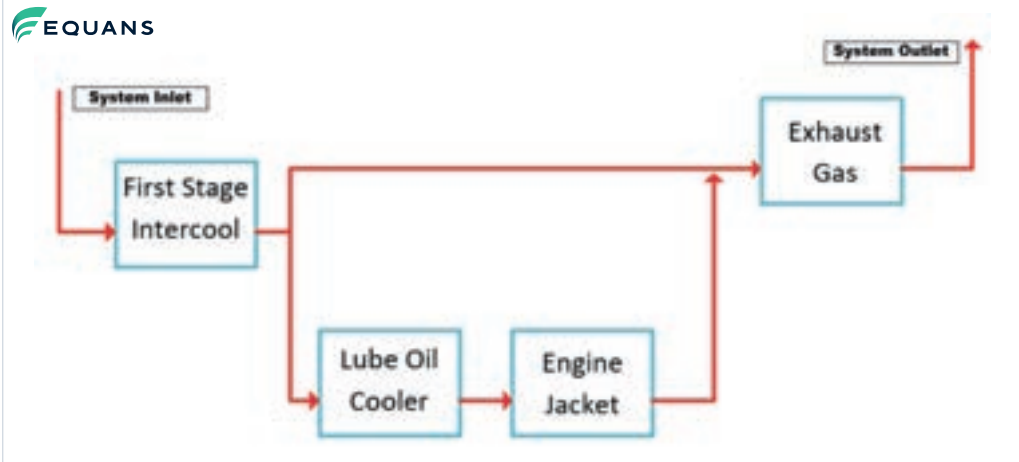 EQUANS
System Outlet
System Inlet
Exhaust
Gas
First Stage
Intercool
Lube Oil
Cooler
Engine
Jacket